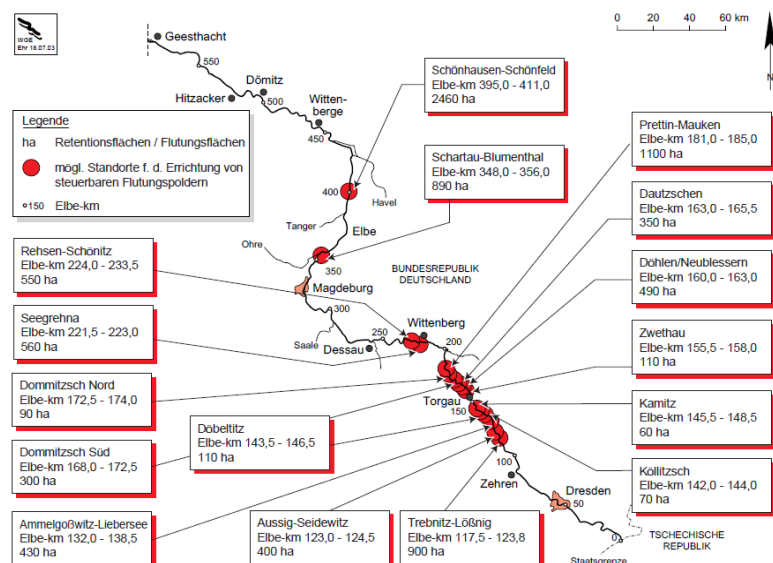 WGE
Ehr 18.07.03
0 20 40 60 km
N
Geesthacht
550
Dömitz
Hitzacker
500
Witten-
berge
450
Legende
ha Retentionsflächen / Flutungsflächen
mögl. Standorte f. d. Errichtung von
steuerbaren Flutungspoldern
150 Elbe-km
Schönhausen-Schönfeld
Elbe-km 395,0 - 411,0
2460 ha
Schartau-Blumenthal
Elbe-km 348,0 - 356,0
890 ha
Prettin-Mauken
Elbe-km 181,0 - 185,0
1100 ha
Dautzschen
Elbe-km 163,0 - 165,5
350 ha
Döhlen/Neublessern
Elbe-km 160,0 - 163,0
490 ha
Zwethau
Elbe-km 155,5 - 158,0
110 ha
Kamitz
Elbe-km 145,5 - 148,5
60 ha
Köllitzsch
Elbe-km 142,0 - 144,0
70 ha
400
Havel
Tanger
Elbe
Ohre
350
BUNDESREPUBLIK
DEUTSCHLAND
Magdeburg
300
Saale
250
Dessau
Wittenberg
200
Torgau
150
100
Zehren
Dresden
50
0
TSCHECHISCHE
REPUBLIK
Staatsgrenze
Rehsen-Schönitz
Elbe-km 224,0 - 233,5
550 ha
Seegrehna
Elbe-km 221,5 - 223,0
560 ha
Dommitzsch Nord
Elbe-km 172,5 - 174,0
90 ha
Döbeltitz
Elbe-km 143,5 - 146,5
110 ha
Dommitzsch Süd
Elbe-km 168,0 - 172,5
300 ha
Ammelgoßwitz-Liebersee
Elbe-km 132,0 - 138,5
430 ha
Aussig-Seidewitz
Elbe-km 123,0 - 124,5
400 ha
Trebnitz-Lößnig
Elbe-km 117,5 - 123,8
900 ha